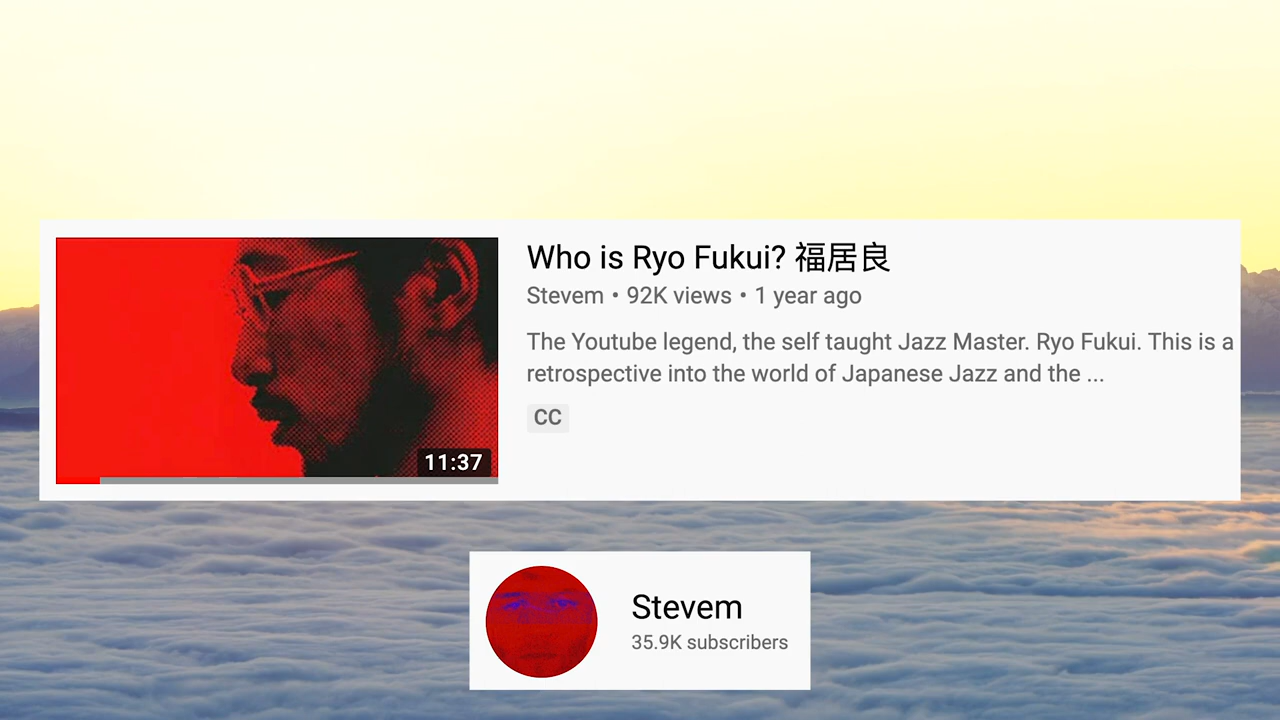 Who is Ryo Fukui? 福居良
Stevem • 92K views • 1 year ago
The Youtube legend, the self taught Jazz Master. Ryo Fukui. This is a
retrospective into the world of Japanese Jazz and the ...
CC
11:37
Stevem
35.9K subscribers